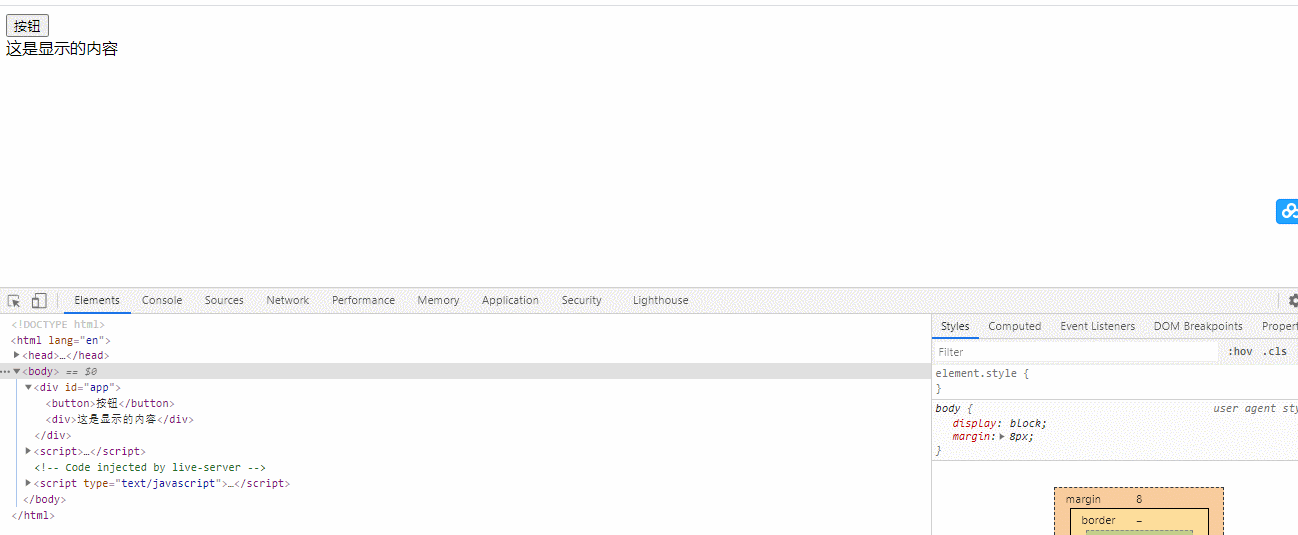 按钮
这是显示的内容
Elements Console Sources Network Performance Memory Application Security Lighthouse
<!DOCTYPE html>
<html lang="en">
<head>…</head>
<body> == $0
<div id="app">
<button>按钮</button>
<div>这是显示的内容</div>
</div>
<script>…</script>
<!-- Code injected by live-server -->
<script type="text/javascript">…</script>
</body>
</html>
Styles Computed Event Listeners DOM Breakpoints Propert
Filter :hov .cls
element.style {
}
body { user agent sty
display: block;
margin: 8px;
}
margin 8
border –